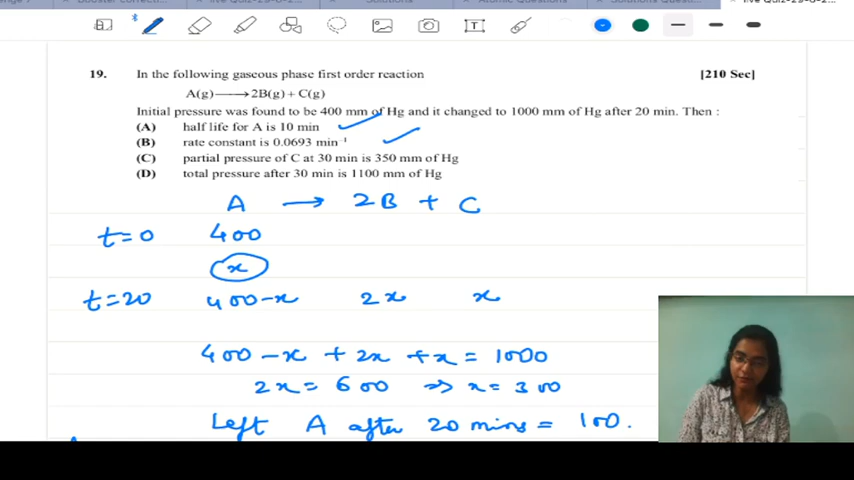 19. In the following gaseous phase first order reaction [210 Sec]
A(g)⟶2B(g)+C(g)
Initial pressure was found to be 400 mm of Hg and it changed to 1000 mm of Hg after 20 min. Then :
(A) half life for A is 10 min
(B) rate constant is 0.0693 min⁻¹
(C) partial pressure of C at 30 min is 350 mm of Hg
(D) total pressure after 30 min is 1100 mm of Hg
A → 2B + C
t=0 400
x
t=20 400-x 2x x
400 -x + 2x +x = 1000
2x = 600 ⇒ x = 300
Left A after 20 mins = 100.